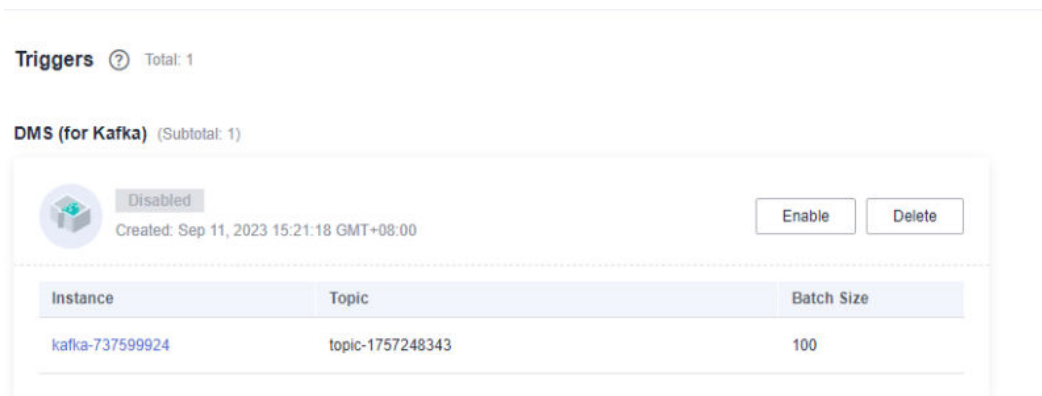 Triggers ? Total: 1
DMS (for Kafka) (Subtotal: 1)
Disabled
Created: Sep 11, 2023 15:21:18 GMT+08:00
Enable Delete
Instance Topic Batch Size
kafka-737599924 topic-1757248343 100